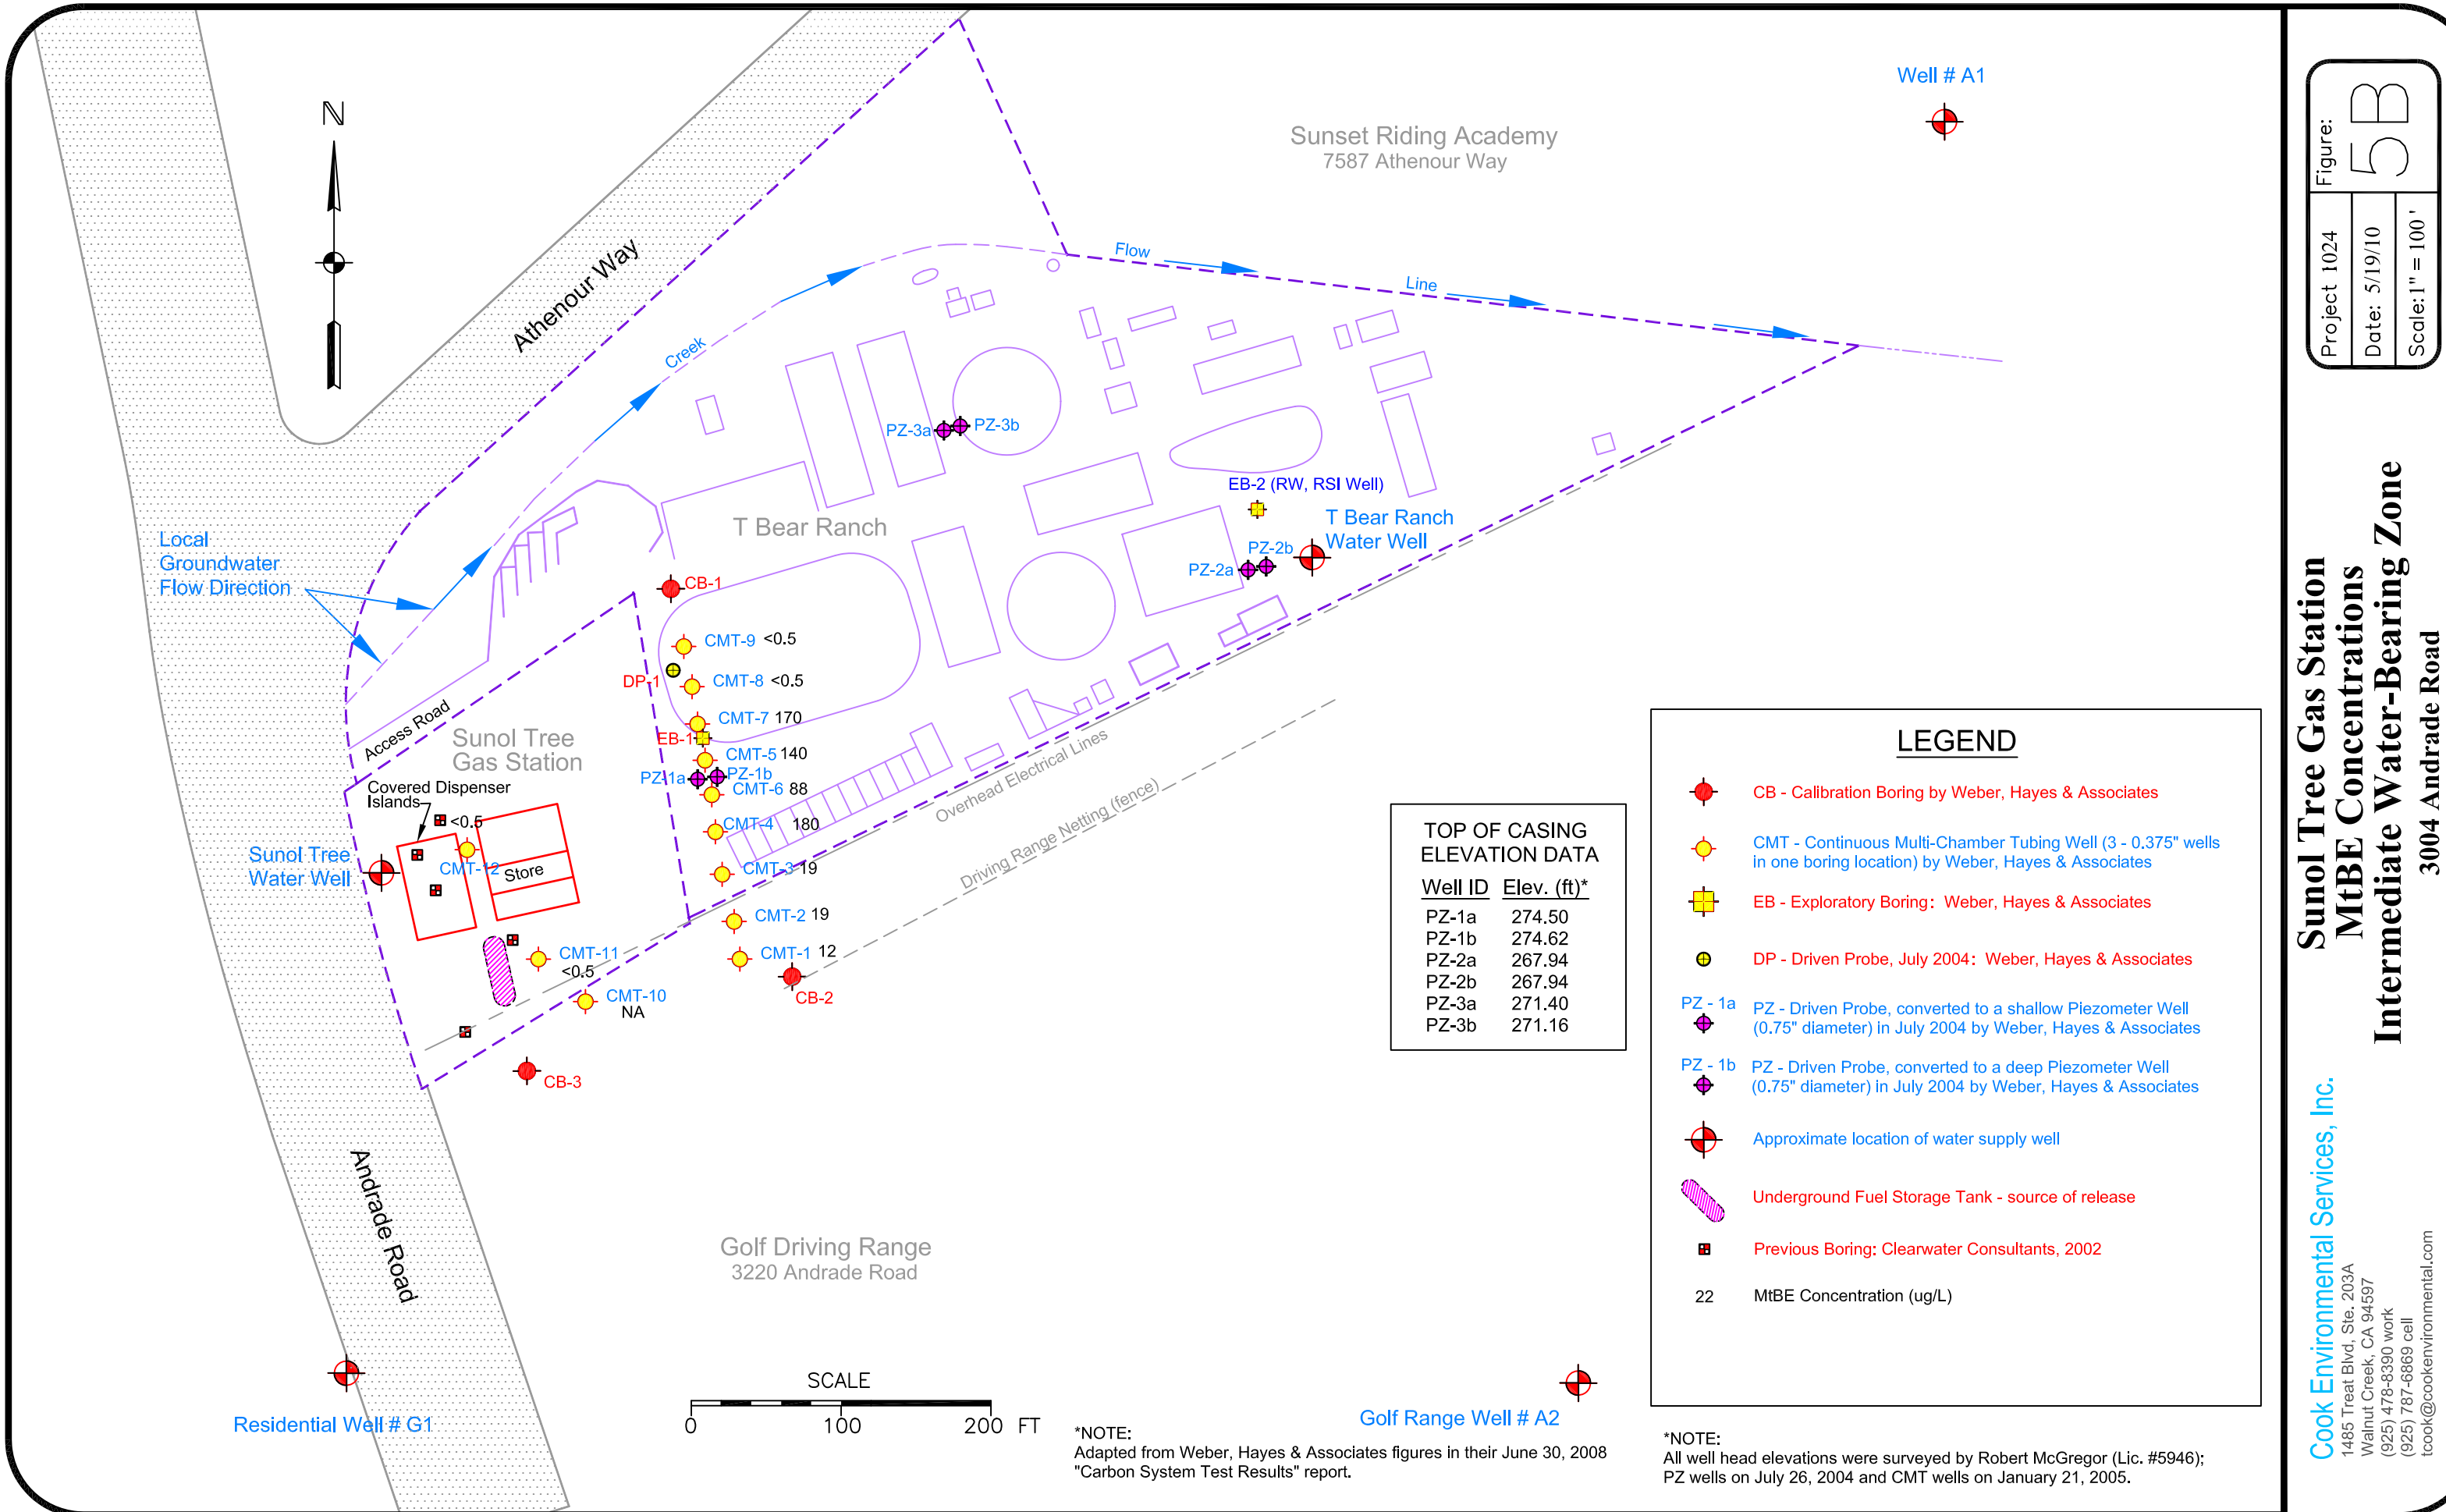 N
Well # A1
Sunset Riding Academy
7587 Athenour Way
Athenour Way
Flow
Line
Creek
PZ-3a
PZ-3b
EB-2 (RW, RSI Well)
T Bear Ranch
T Bear Ranch
Water Well
PZ-2b
PZ-2a
Local
Groundwater
Flow Direction
CB-1
CMT-9 <0.5
DP-1
CMT-8 <0.5
CMT-7 170
EB-1
CMT-5 140
PZ-1a
PZ-1b
CMT-6 88
CMT-4 180
CMT-3 19
CMT-2 19
CMT-1 12
CB-2
Access Road
Sunol Tree
Gas Station
Covered Dispenser
Islands
<0.5
Sunol Tree
Water Well
CMT-12
Store
CMT-11
<0.5
CMT-10
NA
CB-3
Overhead Electrical Lines
Driving Range Netting (fence)
Andrade Road
Golf Driving Range
3220 Andrade Road
Residential Well # G1
Golf Range Well # A2
SCALE
0 100 200 FT
*NOTE:
Adapted from Weber, Hayes & Associates figures in their June 30, 2008
"Carbon System Test Results" report.
TOP OF CASING
ELEVATION DATA
Well ID Elev. (ft)*
PZ-1a 274.50
PZ-1b 274.62
PZ-2a 267.94
PZ-2b 267.94
PZ-3a 271.40
PZ-3b 271.16
LEGEND
CB - Calibration Boring by Weber, Hayes & Associates
CMT - Continuous Multi-Chamber Tubing Well (3 - 0.375" wells
in one boring location) by Weber, Hayes & Associates
EB - Exploratory Boring: Weber, Hayes & Associates
DP - Driven Probe, July 2004: Weber, Hayes & Associates
PZ - 1a
PZ - Driven Probe, converted to a shallow Piezometer Well
(0.75" diameter) in July 2004 by Weber, Hayes & Associates
PZ - 1b
PZ - Driven Probe, converted to a deep Piezometer Well
(0.75" diameter) in July 2004 by Weber, Hayes & Associates
Approximate location of water supply well
Underground Fuel Storage Tank - source of release
Previous Boring: Clearwater Consultants, 2002
22 MtBE Concentration (ug/L)
*NOTE:
All well head elevations were surveyed by Robert McGregor (Lic. #5946);
PZ wells on July 26, 2004 and CMT wells on January 21, 2005.
Figure:
5B
Project 1024
Date: 5/19/10
Scale: 1" = 100'
Sunol Tree Gas Station
MtBE Concentrations
Intermediate Water-Bearing Zone
3004 Andrade Road
Cook Environmental Services, Inc.
1485 Treat Blvd, Ste. 203A
Walnut Creek, CA 94597
(925) 478-8390 work
(925) 787-6869 cell
tcook@cookenvironmental.com